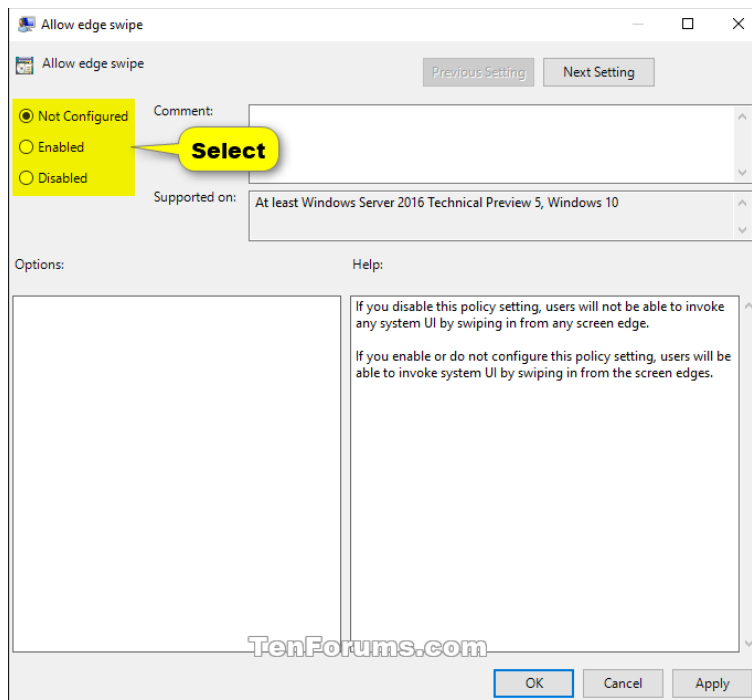 Allow edge swipe
Allow edge swipe
Previous Setting
Next Setting
Not Configured
Enabled
Disabled
Select
Comment:
Supported on:
At least Windows Server 2016 Technical Preview 5, Windows 10
Options:
Help:
If you disable this policy setting, users will not be able to invoke
any system UI by swiping in from any screen edge.
If you enable or do not configure this policy setting, users will be
able to invoke system UI by swiping in from the screen edges.
TenForums.com
OK
Cancel
Apply